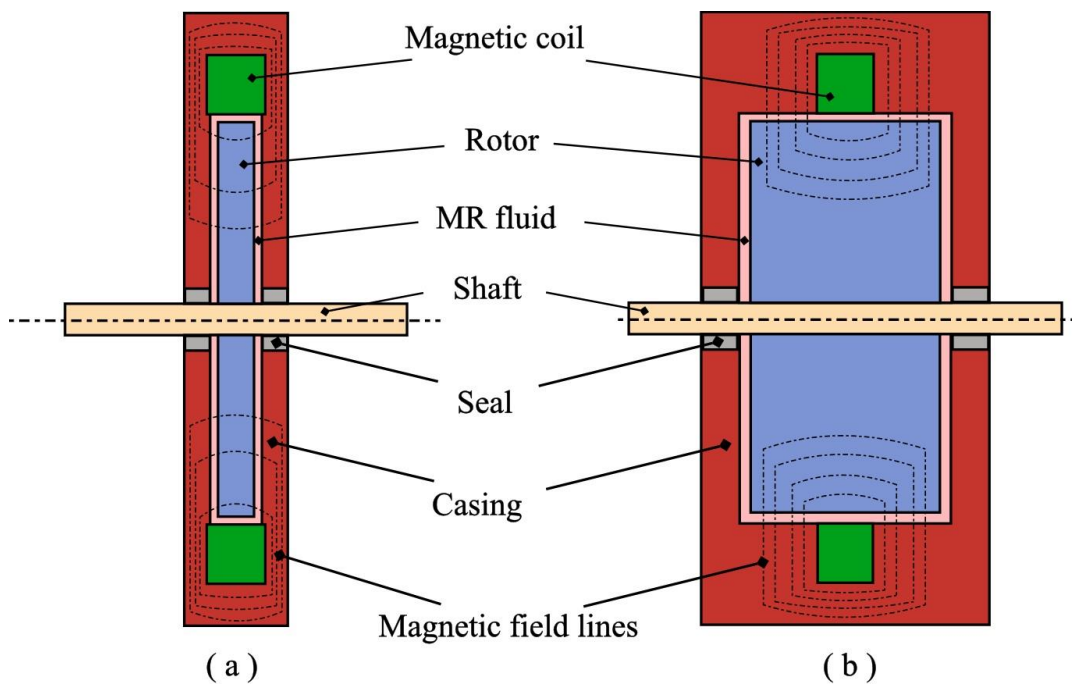 Magnetic coil
Rotor
MR fluid
Shaft
Seal
Casing
Magnetic field lines
( a )
( b )